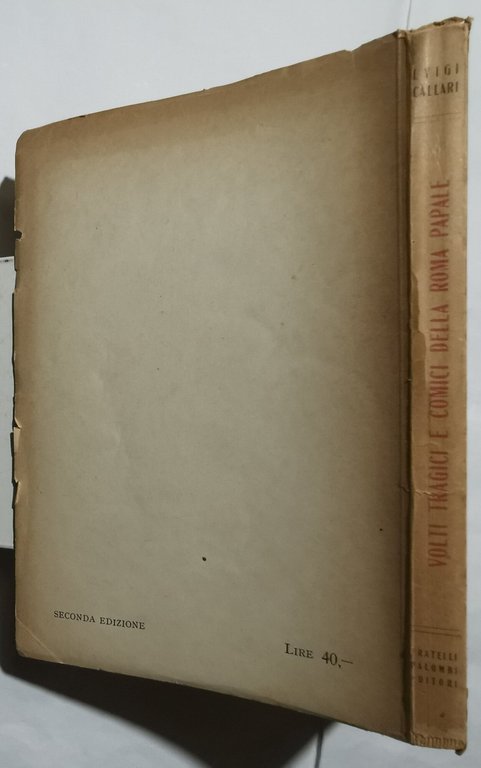 LUIGI
CALLARI
VOLTI TRAGICI E COMICI DELLA ROMA PAPALE
FRATELLI
PALOMBI
EDITORI
SECONDA EDIZIONE
LIRE 40,—